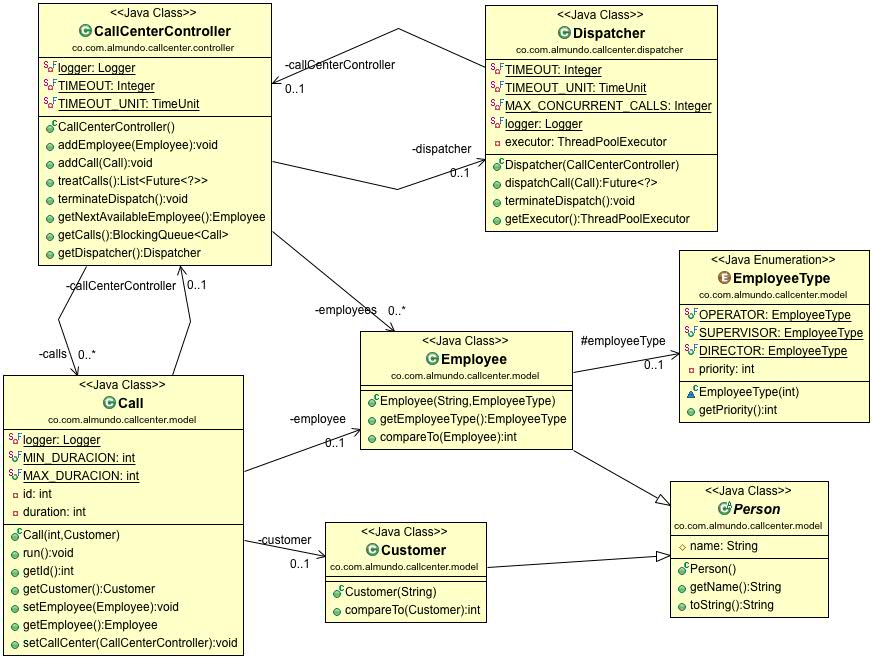 <<Java Class>>
CallCenterController
co.com.almundo.callcenter.controller
logger: Logger
TIMEOUT: Integer
TIMEOUT_UNIT: TimeUnit
CallCenterController()
addEmployee(Employee):void
addCall(Call):void
treatCalls():List<Future<?>>
terminateDispatch():void
getNextAvailableEmployee():Employee
getCalls():BlockingQueue<Call>
getDispatcher():Dispatcher
-callCenterController
0..1
-dispatcher
0..1
<<Java Class>>
Dispatcher
co.com.almundo.callcenter.dispatcher
TIMEOUT: Integer
TIMEOUT_UNIT: TimeUnit
MAX_CONCURRENT_CALLS: Integer
logger: Logger
executor: ThreadPoolExecutor
Dispatcher(CallCenterController)
dispatchCall(Call):Future<?>
terminateDispatch():void
getExecutor():ThreadPoolExecutor
-callCenterController
0..1
-calls
0..*
-employees
0..*
<<Java Class>>
Employee
co.com.almundo.callcenter.model
Employee(String,EmployeeType)
getEmployeeType():EmployeeType
compareTo(Employee):int
#employeeType
0..1
<<Java Enumeration>>
EmployeeType
co.com.almundo.callcenter.model
OPERATOR: EmployeeType
SUPERVISOR: EmployeeType
DIRECTOR: EmployeeType
priority: int
EmployeeType(int)
getPriority():int
<<Java Class>>
Call
co.com.almundo.callcenter.model
logger: Logger
MIN_DURACION: int
MAX_DURACION: int
id: int
duration: int
Call(int,Customer)
run():void
getId():int
getCustomer():Customer
setEmployee(Employee):void
getEmployee():Employee
setCallCenter(CallCenterController):void
-employee
0..1
-customer
0..1
<<Java Class>>
Customer
co.com.almundo.callcenter.model
Customer(String)
compareTo(Customer):int
<<Java Class>>
Person
co.com.almundo.callcenter.model
name: String
Person()
getName():String
toString():String